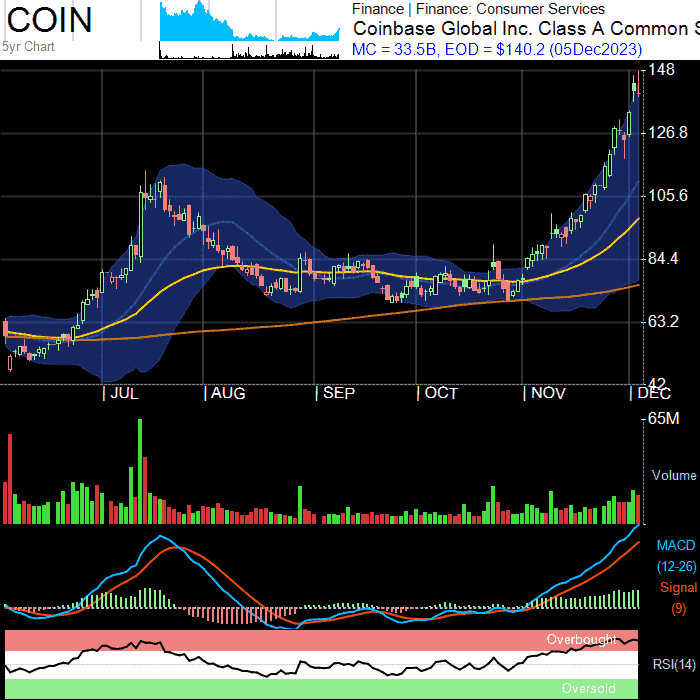 COIN
5yr Chart
Finance | Finance: Consumer Services
Coinbase Global Inc. Class A Common S
MC = 33.5B, EOD = $140.2 (05Dec2023)
148
126.8
105.6
84.4
63.2
42
JUL AUG SEP OCT NOV DEC
65M
Volume
MACD
(12-26)
Signal
(9)
Overbought
RSI(14)
Oversold